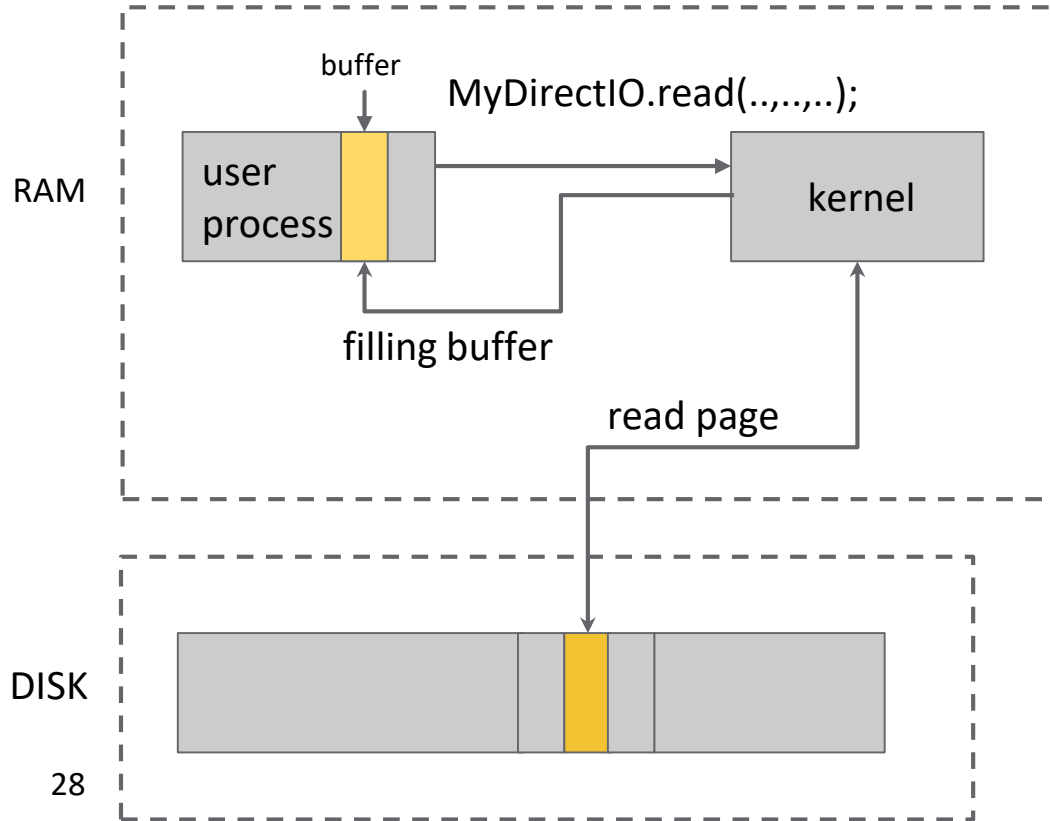 buffer
MyDirectIO.read(..,..,..);
RAM
user
process
kernel
filling buffer
read page
DISK
28